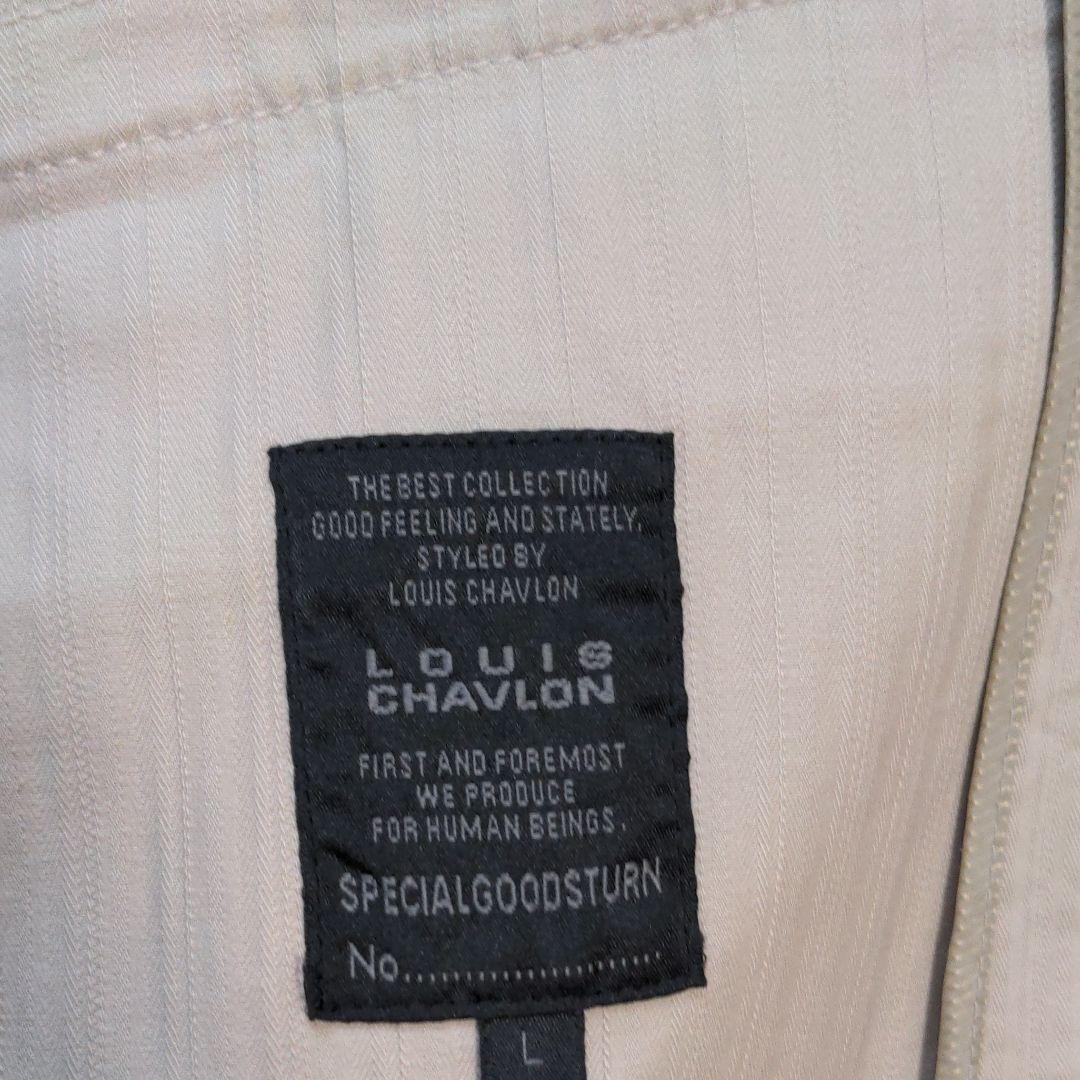 THE BEST COLLECTION
GOOD FEELING AND STATELY.
STYLED BY
LOUIS CHAVLON
LOUIS
CHAVLON
FIRST AND FOREMOST
WE PRODUCE
FOR HUMAN BEINGS.
SPECIALGOODSTURN
No........................
L